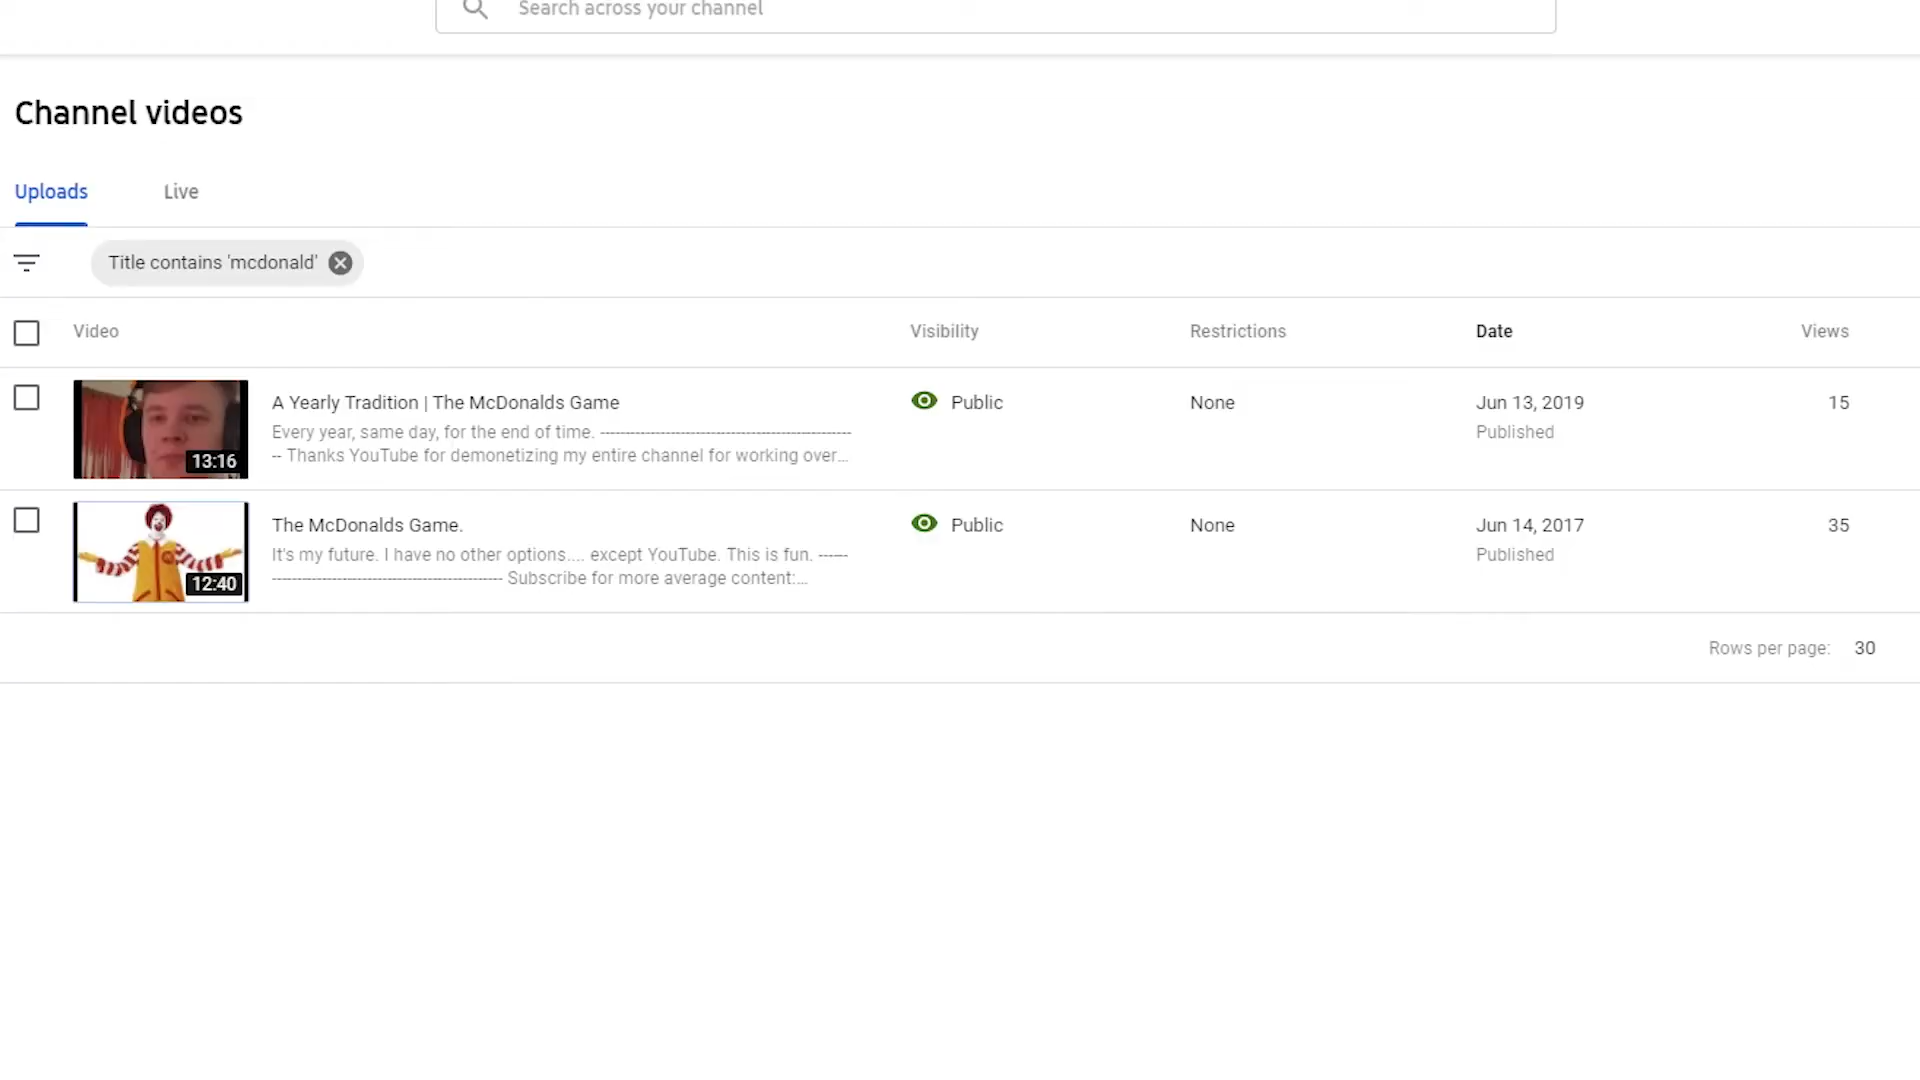 Search across your channel
Channel videos
Uploads Live
Title contains 'mcdonald'
Video Visibility Restrictions Date Views
A Yearly Tradition | The McDonalds Game Public None Jun 13, 2019 15
Every year, same day, for the end of time. -------------------------------------------------- Published
-- Thanks YouTube for demonetizing my entire channel for working over...
13:16
The McDonalds Game. Public None Jun 14, 2017 35
It's my future. I have no other options.... except YouTube. This is fun. ------ Published
---------------------------------------------- Subscribe for more average content:...
12:40
Rows per page: 30